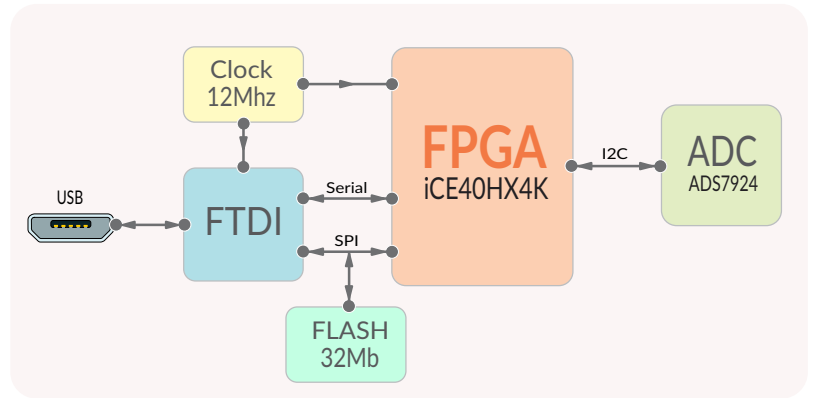 Clock
12Mhz
FPGA
iCE40HX4K
I2C
ADC
ADS7924
USB
FTDI
Serial
SPI
FLASH
32Mb